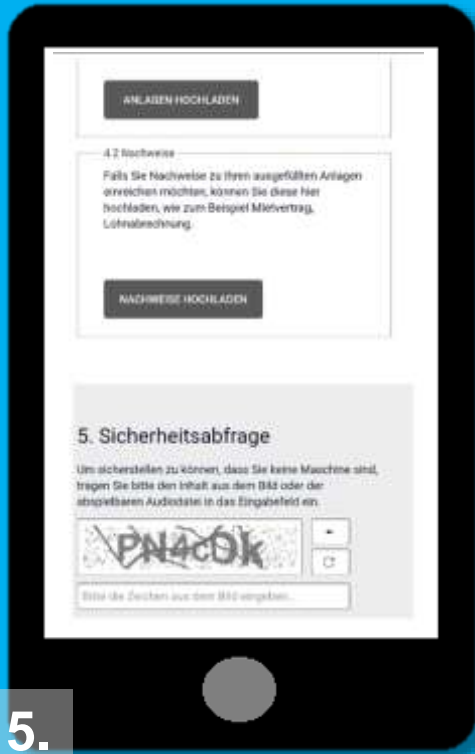 ANLAGEN HOCHLADEN
4.2 Nachweise
Falls Sie Nachweise zu Ihren ausgefüllten Anlagen
einreichen möchten, können Sie diese hier
hochladen, wie zum Beispiel Mietvertrag,
Lohnabrechnung.
NACHWEISE HOCHLADEN
5. Sicherheitsabfrage
Um sicherstellen zu können, dass Sie keine Maschine sind,
tragen Sie bitte den Inhalt aus dem Bild oder der
abspielbaren Audiodatei in das Eingabefeld ein.
PN4cDk
Bitte die Zeichen aus dem Bild eingeben...
5.